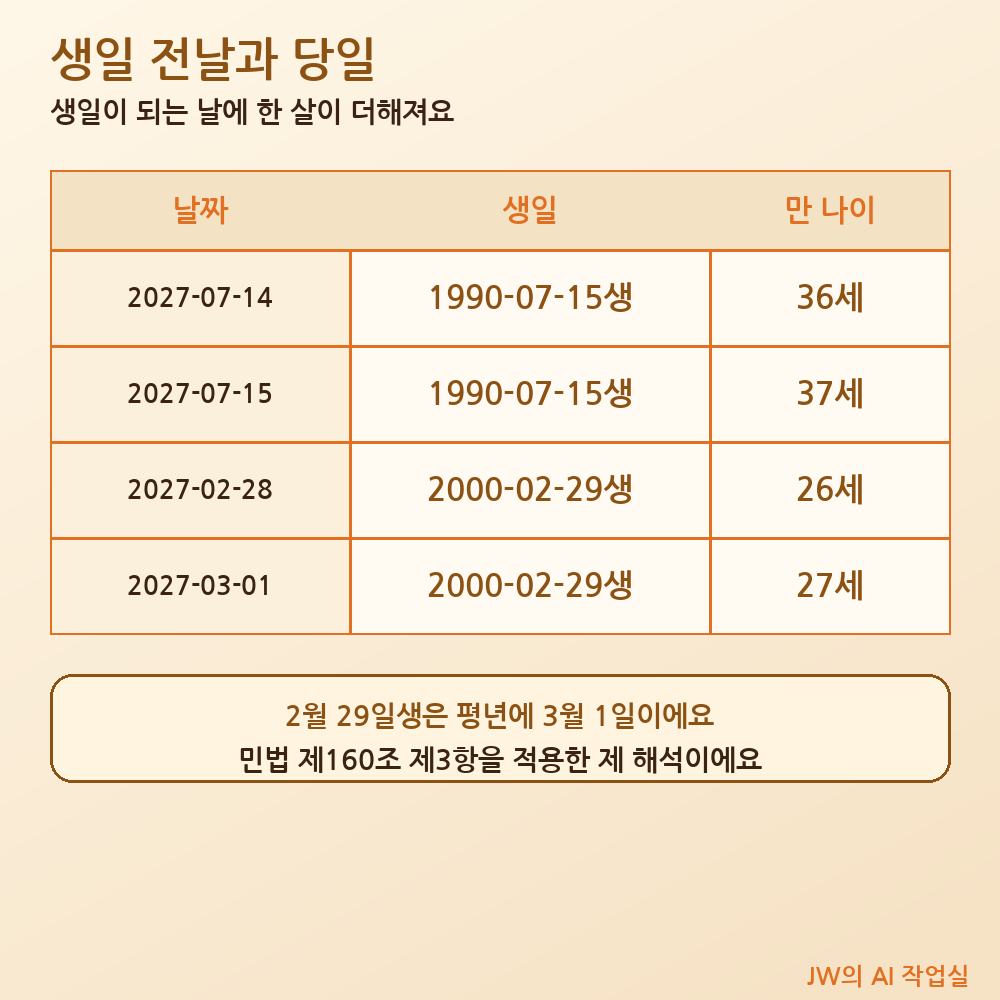 생일 전날과 당일
생일이 되는 날에 한 살이 더해져요
날짜 생일 만 나이
2027-07-14 1990-07-15생 36세
2027-07-15 1990-07-15생 37세
2027-02-28 2000-02-29생 26세
2027-03-01 2000-02-29생 27세
2월 29일생은 평년에 3월 1일이에요
민법 제160조 제3항을 적용한 제 해석이에요
JW의 AI 작업실